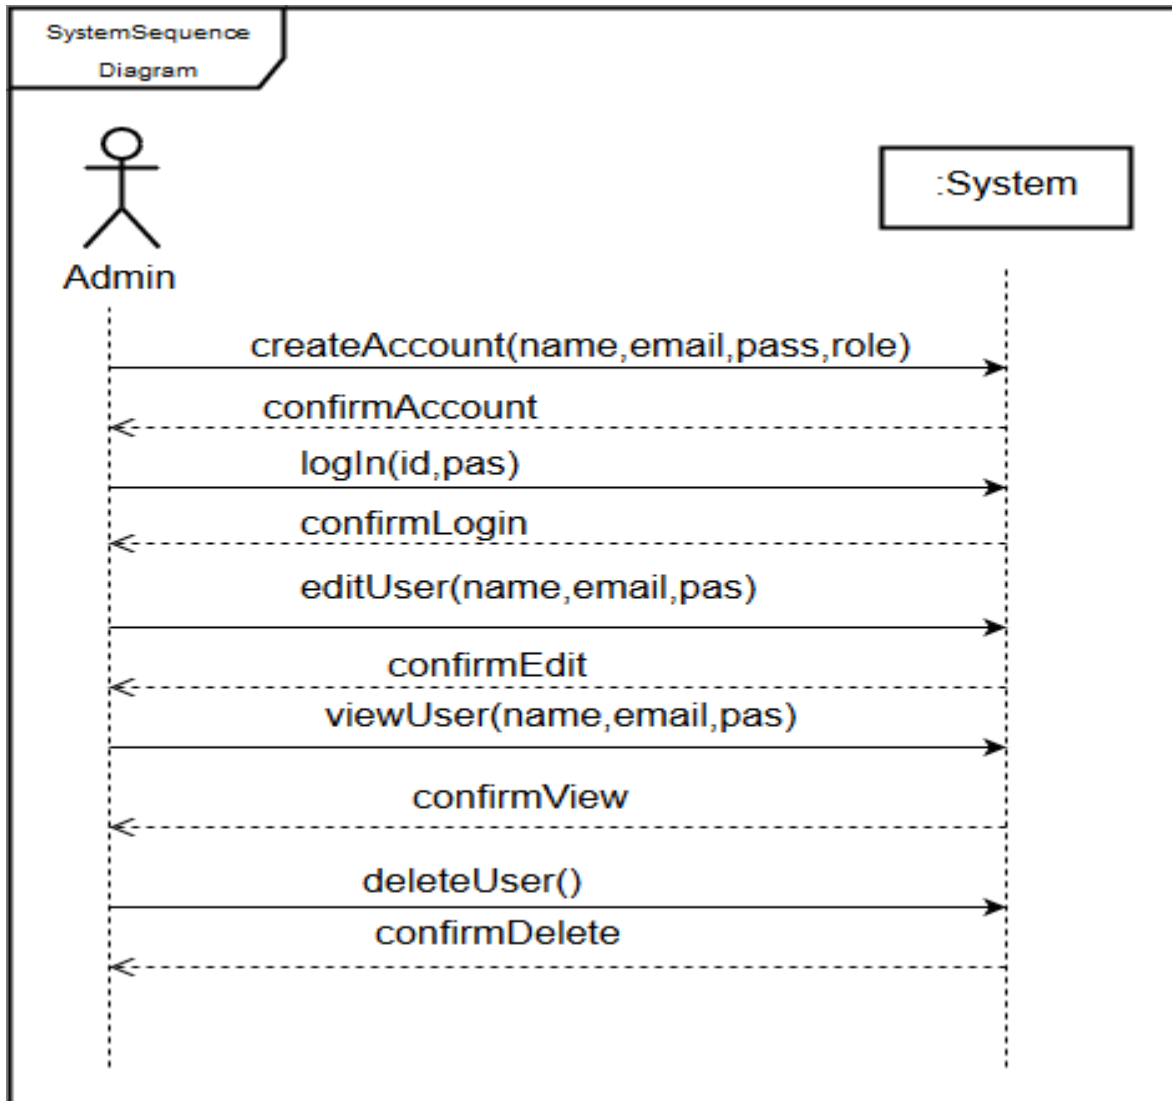 SystemSequence
Diagram
Admin
:System
createAccount(name,email,pass,role)
confirmAccount
logIn(id,pas)
confirmLogin
editUser(name,email,pas)
confirmEdit
viewUser(name,email,pas)
confirmView
deleteUser()
confirmDelete